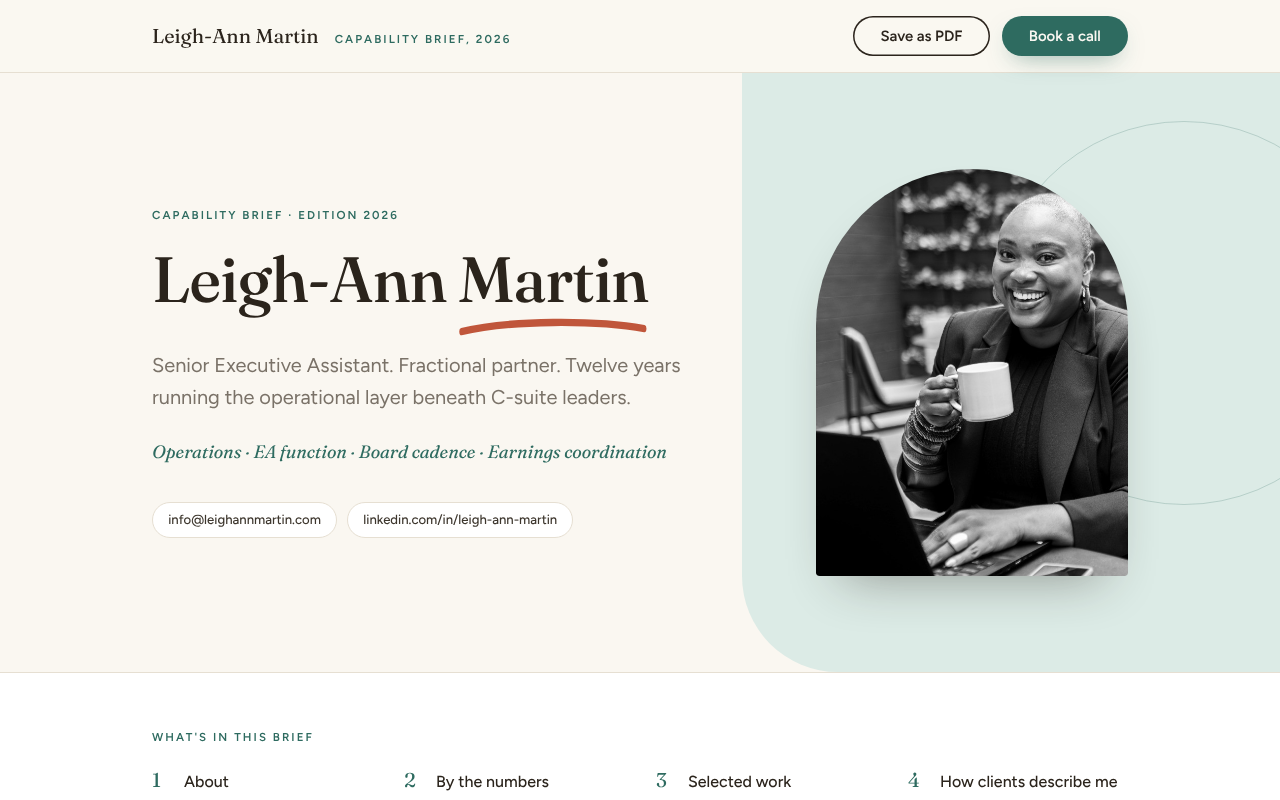 Leigh-Ann Martin
CAPABILITY BRIEF, 2026
Save as PDF
Book a call
CAPABILITY BRIEF · EDITION 2026
Leigh-Ann Martin
Senior Executive Assistant. Fractional partner. Twelve years
running the operational layer beneath C-suite leaders.
Operations · EA function · Board cadence · Earnings coordination
info@leighannmartin.com
linkedin.com/in/leigh-ann-martin
WHAT'S IN THIS BRIEF
1 About
2 By the numbers
3 Selected work
4 How clients describe me